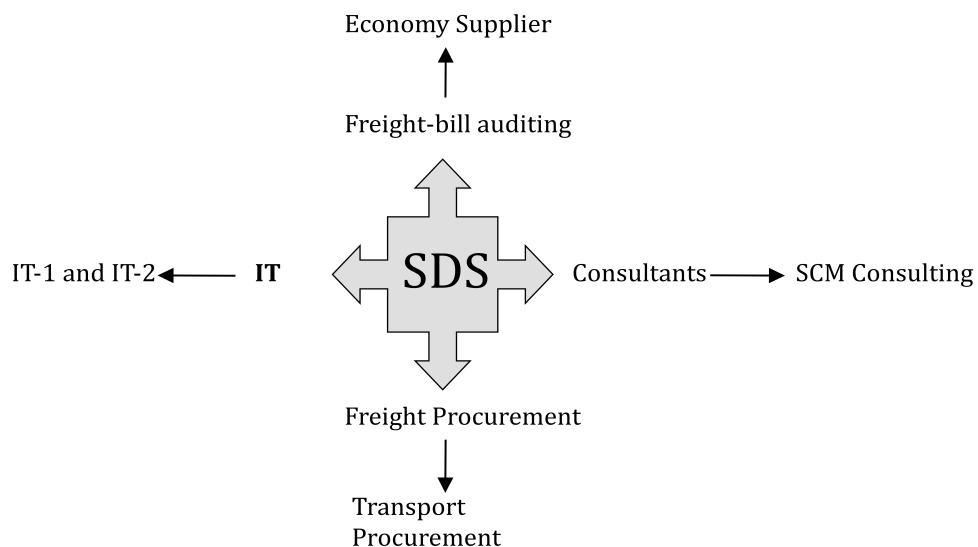 Economy Supplier
Freight-bill auditing
IT-1 and IT-2
IT
SDS
Consultants
SCM Consulting
Freight Procurement
Transport
Procurement